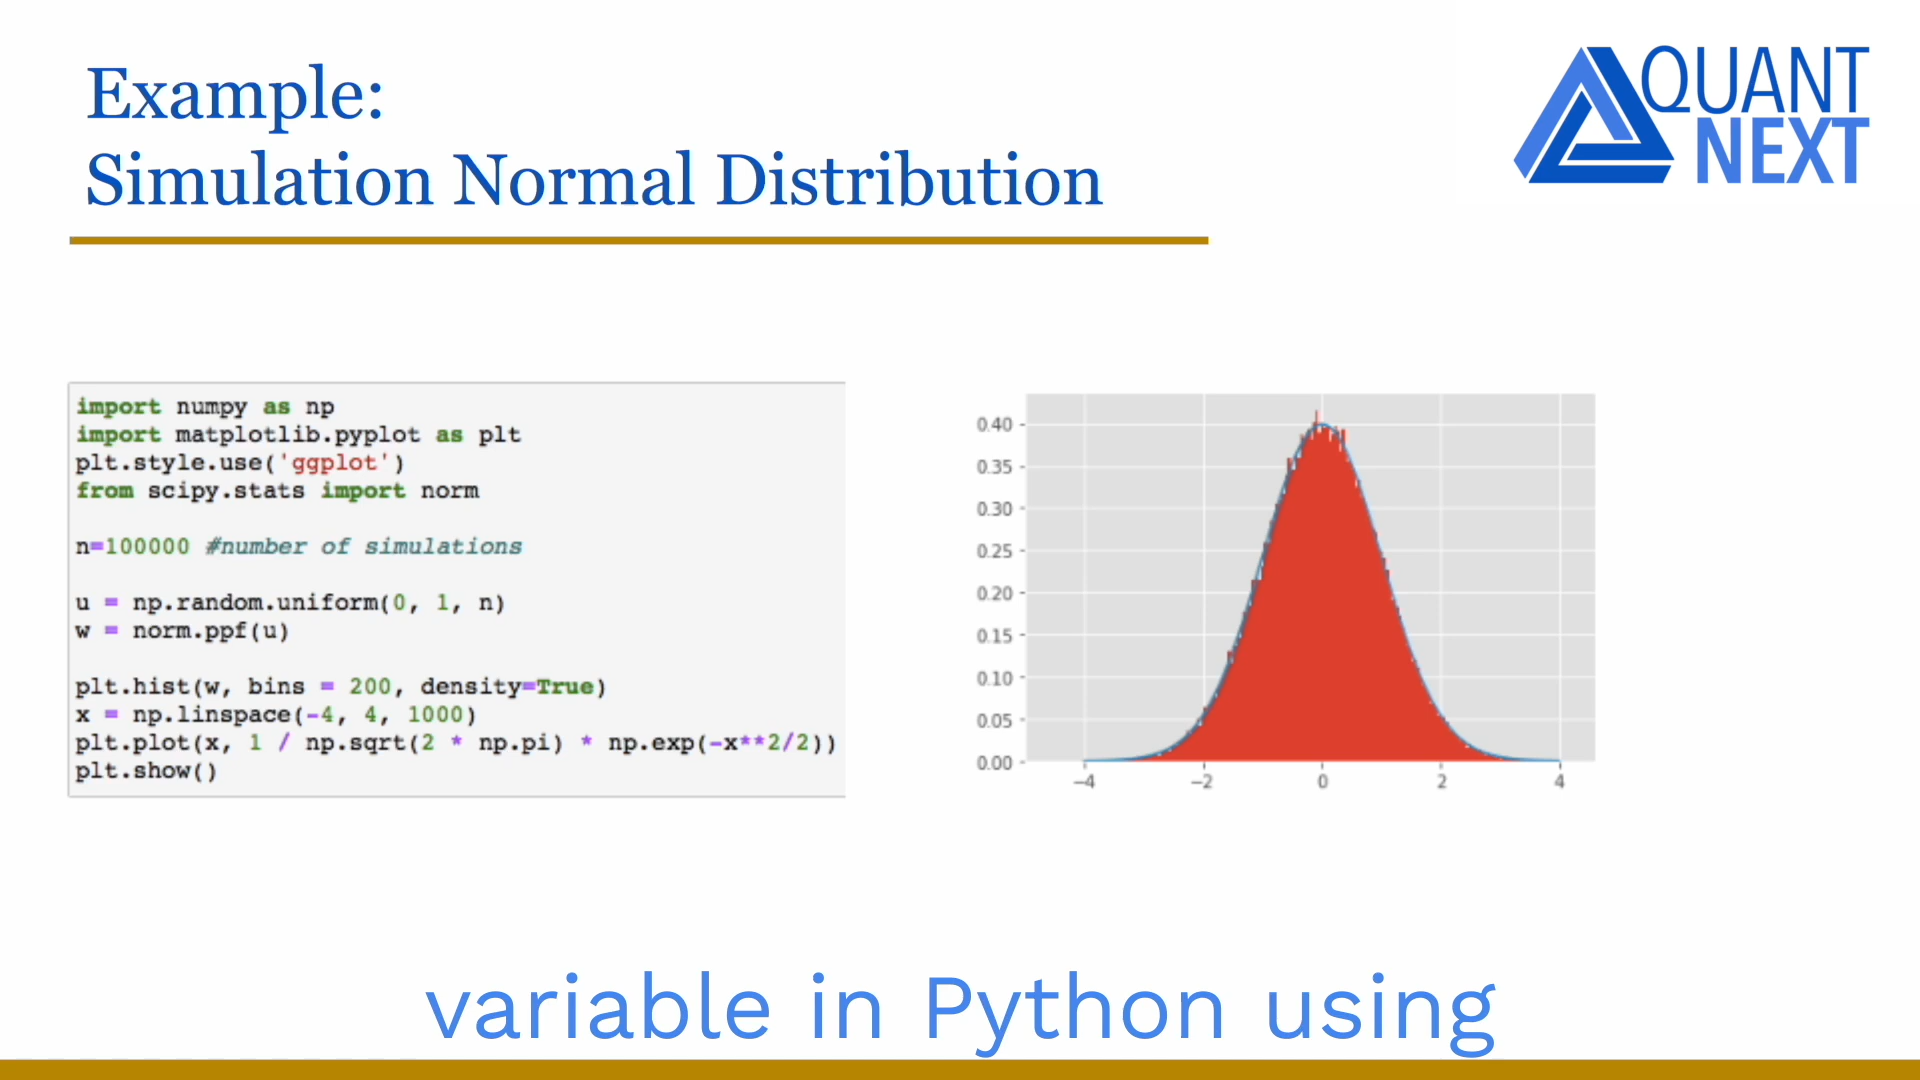 Example:
Simulation Normal Distribution
QUANT
NEXT
import numpy as np
import matplotlib.pyplot as plt
plt.style.use('ggplot')
from scipy.stats import norm
n=100000 #number of simulations
u = np.random.uniform(0, 1, n)
w = norm.ppf(u)
plt.hist(w, bins = 200, density=True)
x = np.linspace(-4, 4, 1000)
plt.plot(x, 1 / np.sqrt(2 * np.pi) * np.exp(-x**2/2))
plt.show()
0.40
0.35
0.30
0.25
0.20
0.15
0.10
0.05
0.00
−4 −2 0 2 4
variable in Python using